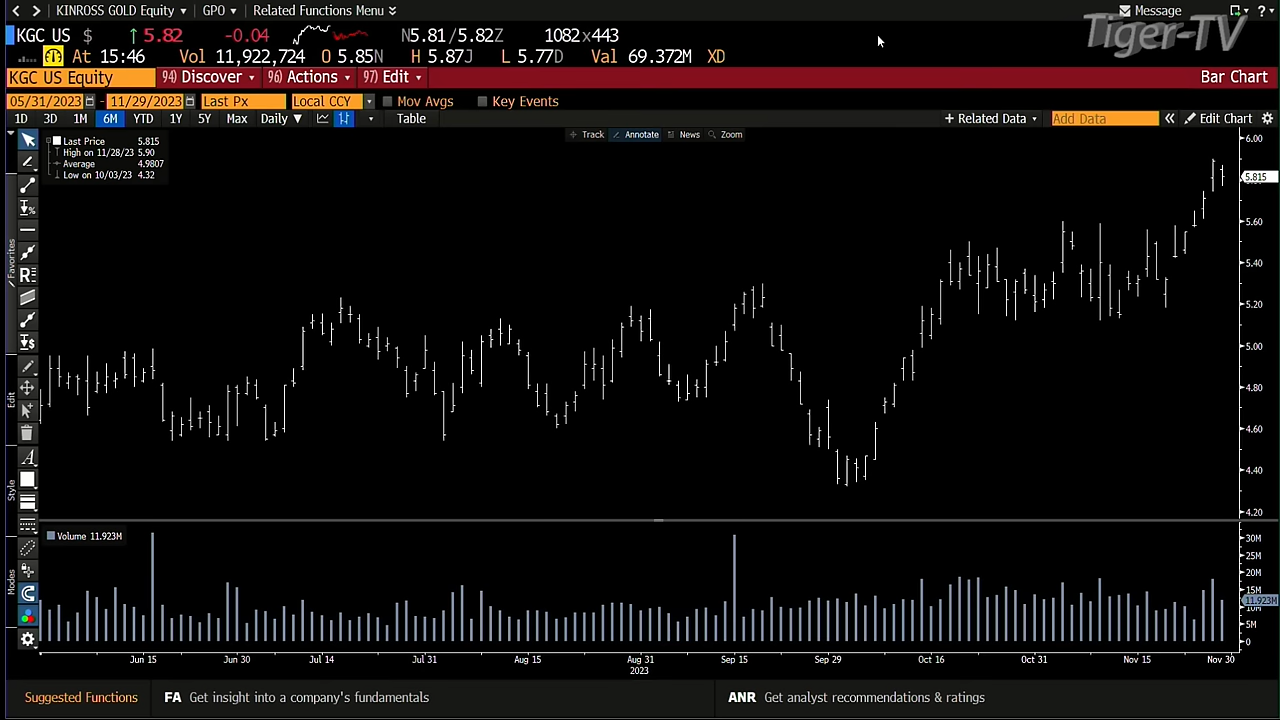 KINROSS GOLD Equity GPO Related Functions Menu Message ?
Tiger-TV
KGC US $ 5.82 -0.04 N5.81/5.82Z 1082x443
At 15:46 Vol 11,922,724 O 5.85N H 5.87J L 5.77D Val 69.372M XD
KGC US Equity 94) Discover 96) Actions 97) Edit Bar Chart
05/31/2023 - 11/29/2023 Last Px Local CCY Mov Avgs Key Events
1D 3D 1M 6M YTD 1Y 5Y Max Daily ▼ Table + Related Data Add Data « Edit Chart
Track Annotate News Zoom
Last Price 5.815
High on 11/28/23 5.90
Average 4.9807
Low on 10/03/23 4.32
6.00
5.815
5.60
5.40
5.20
5.00
4.80
4.60
4.40
4.20
Favorites
Edit
Style
Modes
Volume 11.923M
30M
25M
20M
15M
11.923M
10M
5M
0
Jun 15 Jun 30 Jul 14 Jul 31 Aug 15 Aug 31 Sep 15 Sep 29 Oct 16 Oct 31 Nov 15 Nov 30
2023
Suggested Functions FA Get insight into a company's fundamentals ANR Get analyst recommendations & ratings